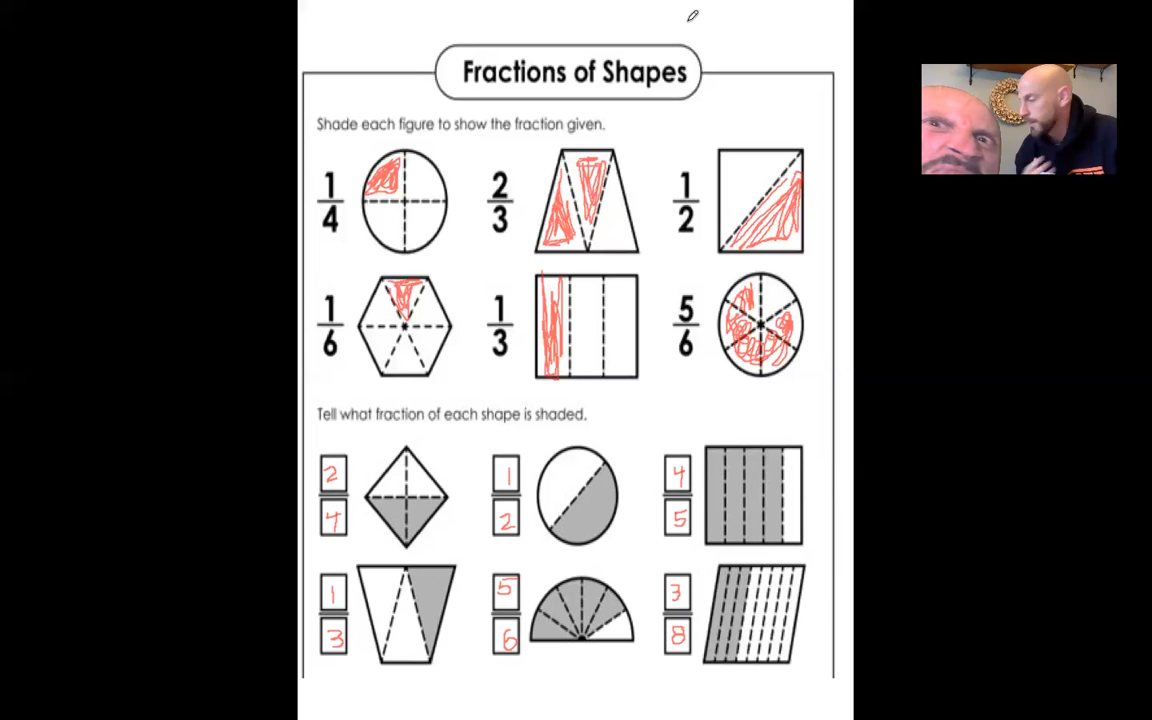 Fractions of Shapes
Shade each figure to show the fraction given.
1/4 2/3 1/2
1/6 1/3 5/6
Tell what fraction of each shape is shaded.
2/4 1/2 4/5
1/3 5/6 3/8